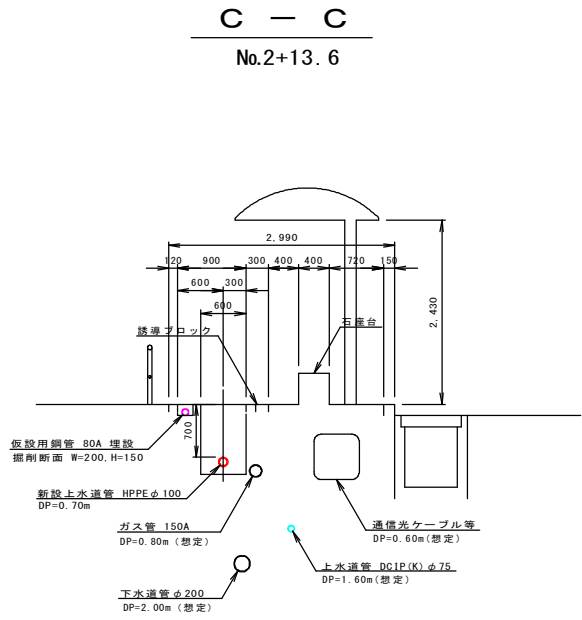 C － C
No.2+13.6
2,990
120 900 300 400 400 720 150
600 300
600
2,430
誘導ブロック
石座台
700
仮設用鋼管 80A 埋設
掘削断面 W=200,H=150
新設上水道管 HPPEφ100
DP=0.70m
ガス管 150A
DP=0.80m（想定）
通信光ケーブル等
DP=0.60m（想定）
上水道管 DCIP(K)φ75
DP=1.60m（想定）
下水道管φ200
DP=2.00m（想定）